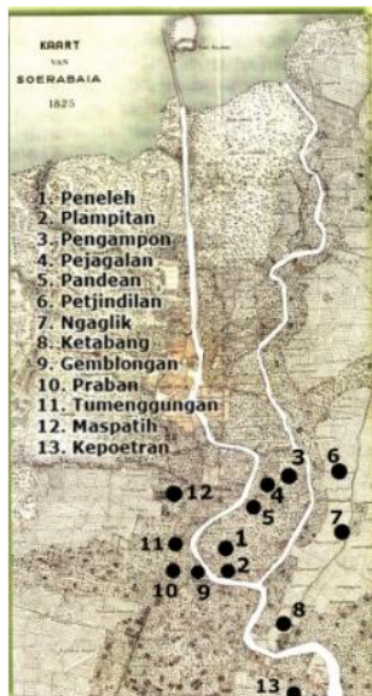 KAART
VAN
SOERABAIA
1825
1. Peneleh
2. Plampitan
3. Pengampon
4. Pejagalan
5. Pandean
6. Petjindilan
7. Ngaglik
8. Ketabang
9. Gemblongan
10. Praban
11. Tumenggungan
12. Maspatih
13. Kepoetran
3
6
4
12
5
7
11
1
10
9
2
8
13